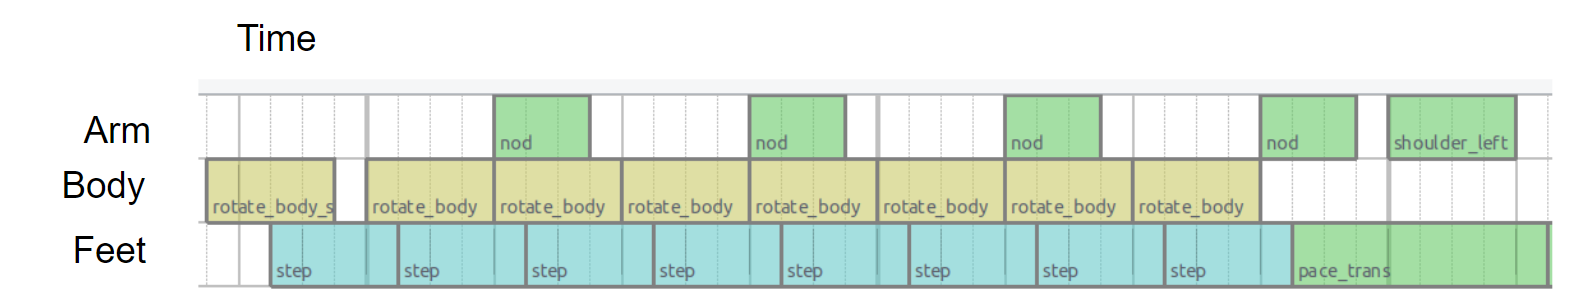 Time
Arm
nod nod nod nod shoulder_left
Body
rotate_body_s rotate_body rotate_body rotate_body rotate_body rotate_body rotate_body rotate_body
Feet
step step step step step step step step pace_trans